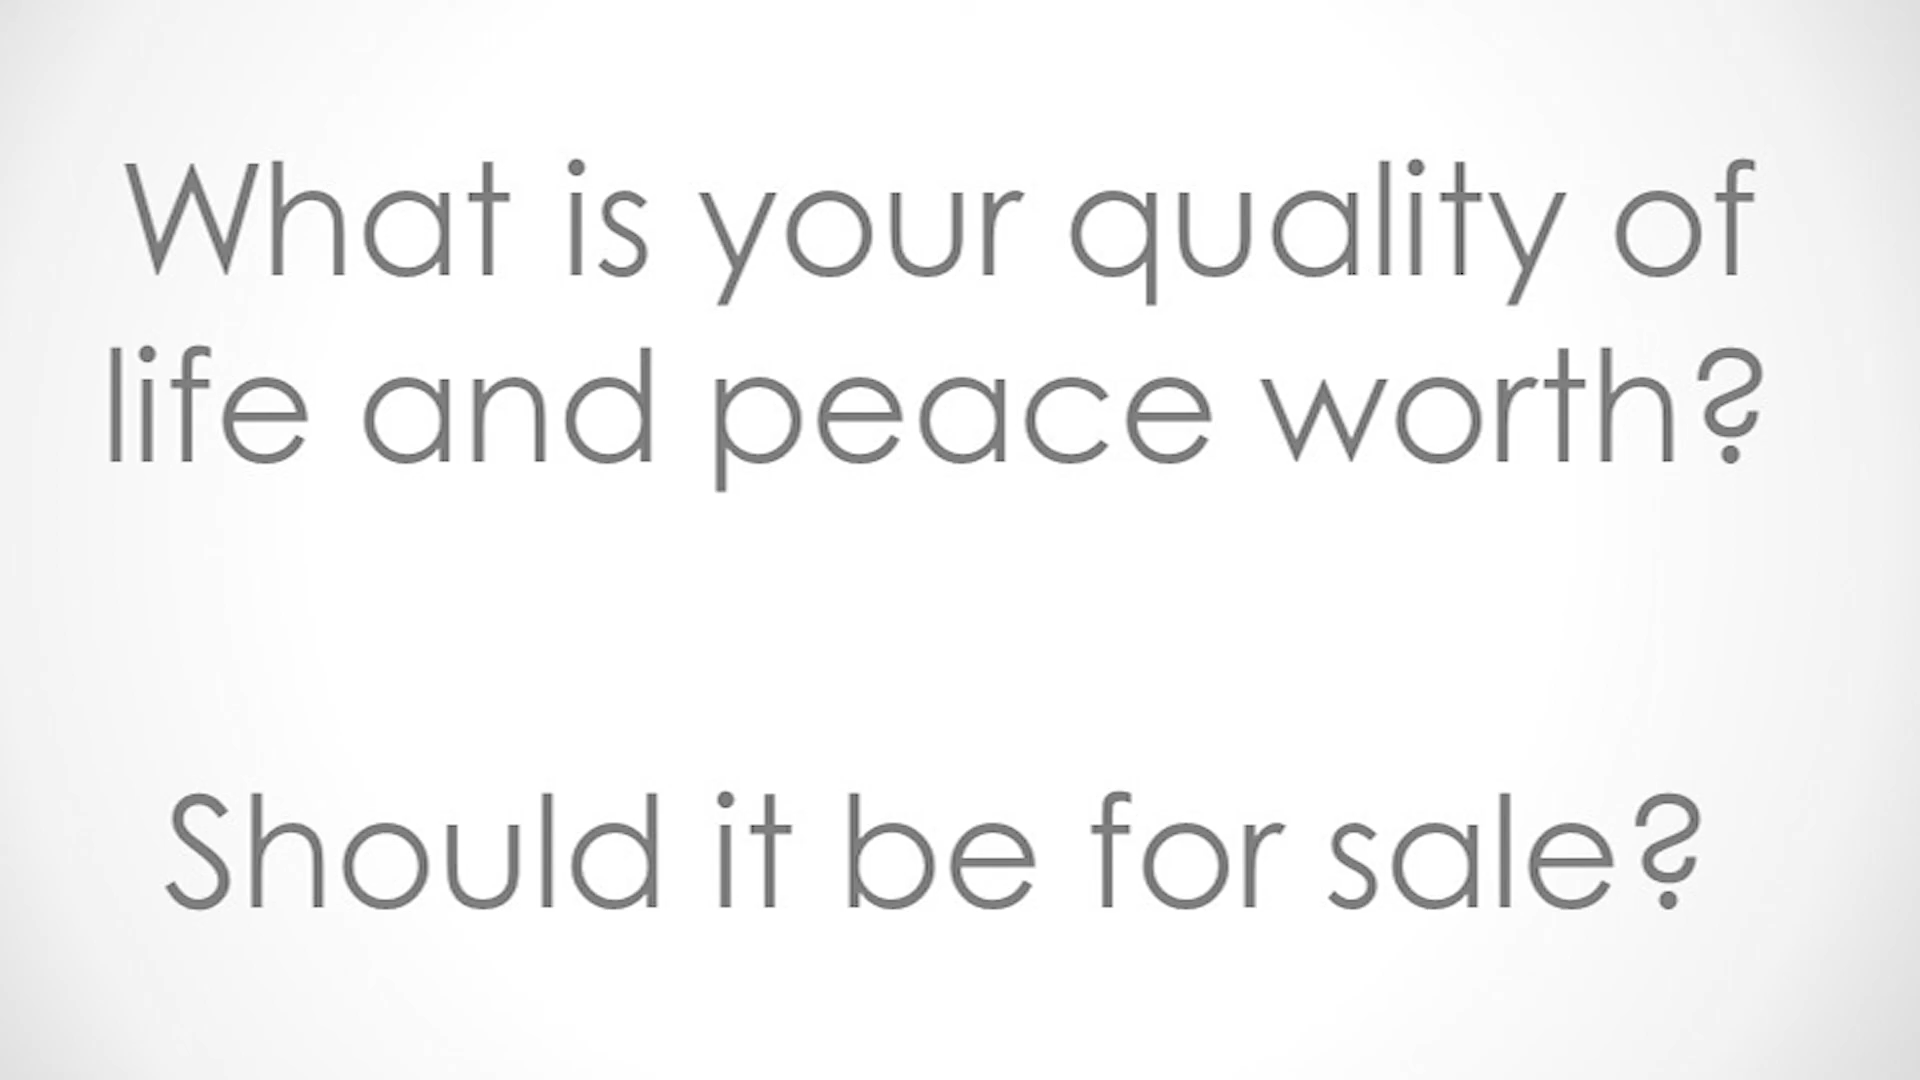 What is your quality of
life and peace worth?
Should it be for sale?